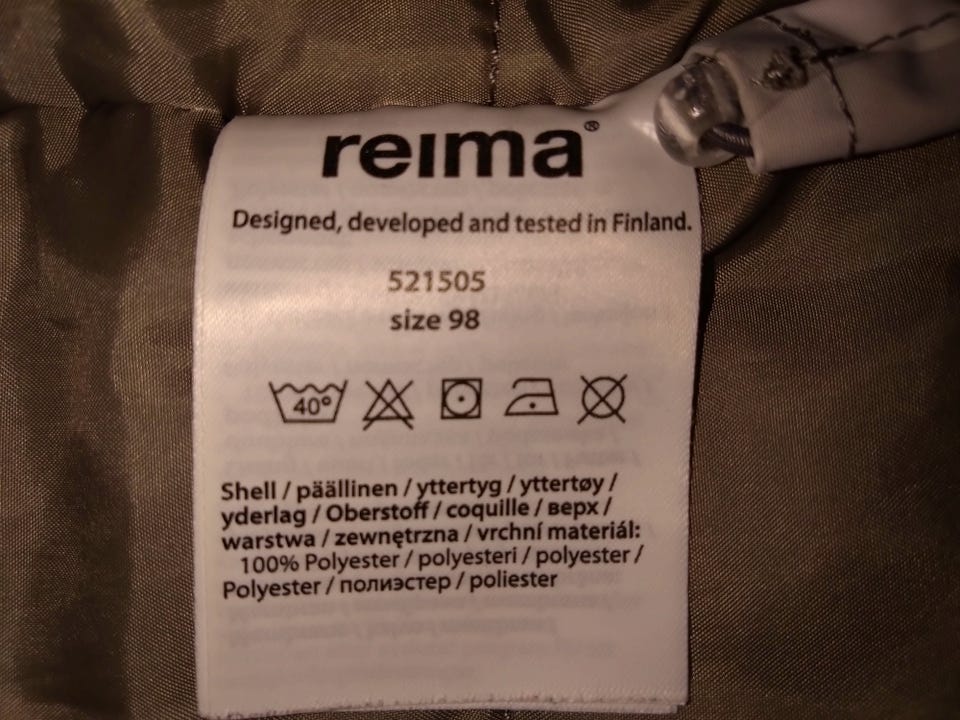 reima®
Designed, developed and tested in Finland.
521505
size 98
40°
Shell / päällinen / yttertyg / yttertøy /
yderlag / Oberstoff / coquille / верх /
warstwa / zewnętrzna / vrchní materiál:
100% Polyester / polyesteri / polyester /
Polyester / полиэстер / poliester